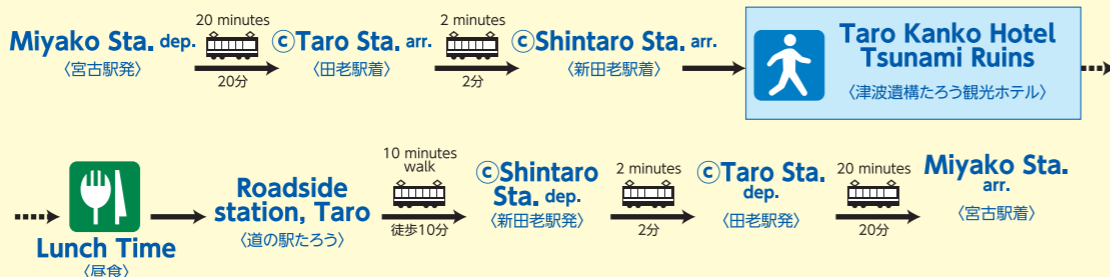 20 minutes
Miyako Sta. dep.
〈宮古駅発〉
20分
ⓒTaro Sta. arr.
〈田老駅着〉
2 minutes
2分
ⓒShintaro Sta. arr.
〈新田老駅着〉
Taro Kanko Hotel
Tsunami Ruins
〈津波遺構たろう観光ホテル〉
Lunch Time
〈昼食〉
Roadside
station, Taro
〈道の駅たろう〉
10 minutes
walk
徒歩10分
ⓒShintaro
Sta. dep.
〈新田老駅発〉
2 minutes
2分
ⓒTaro Sta.
dep.
〈田老駅発〉
20 minutes
20分
Miyako Sta.
arr.
〈宮古駅着〉